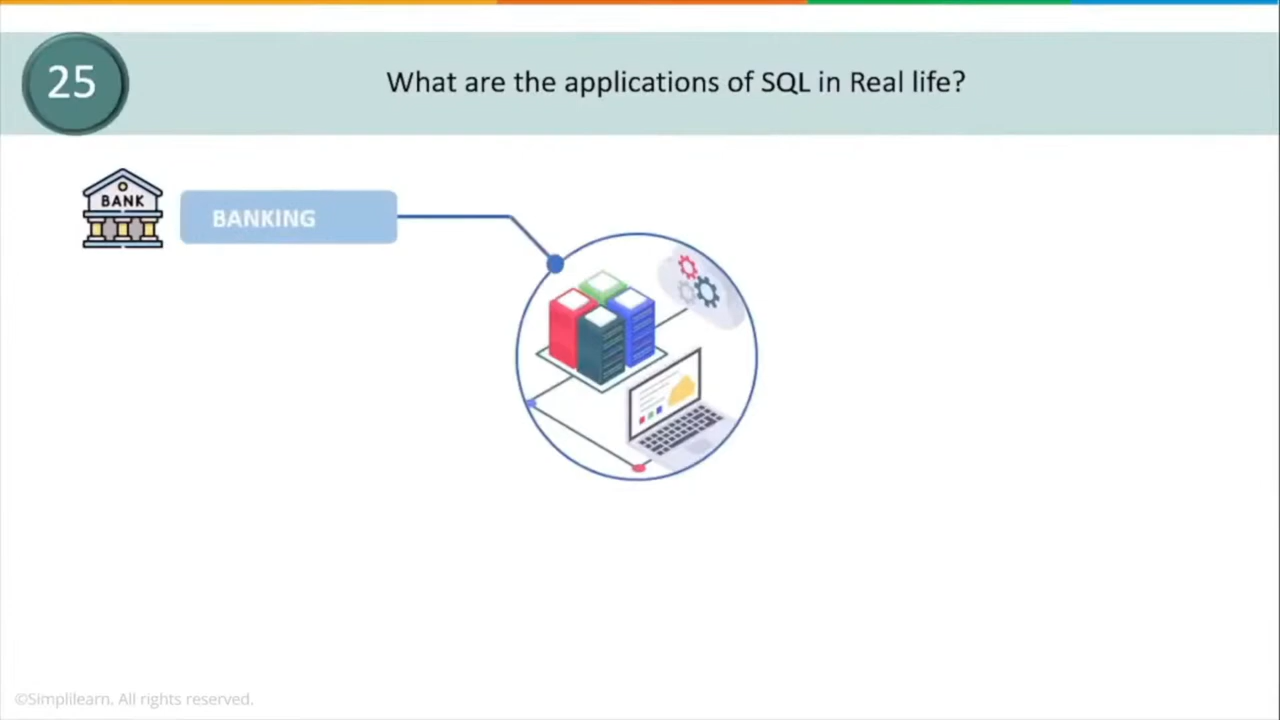 25
What are the applications of SQL in Real life?
BANK
BANKING
©Simplilearn. All rights reserved.